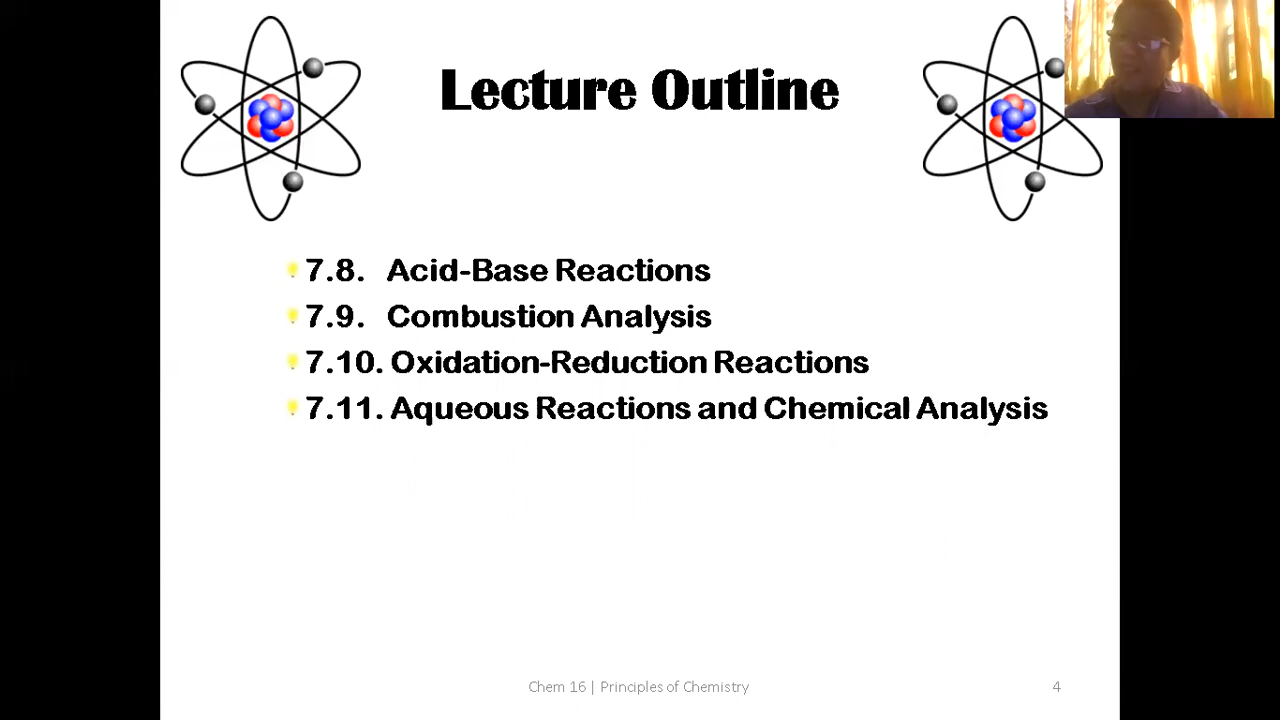 Lecture Outline
7.8. Acid-Base Reactions
7.9. Combustion Analysis
7.10. Oxidation-Reduction Reactions
7.11. Aqueous Reactions and Chemical Analysis
Chem 16 | Principles of Chemistry
4